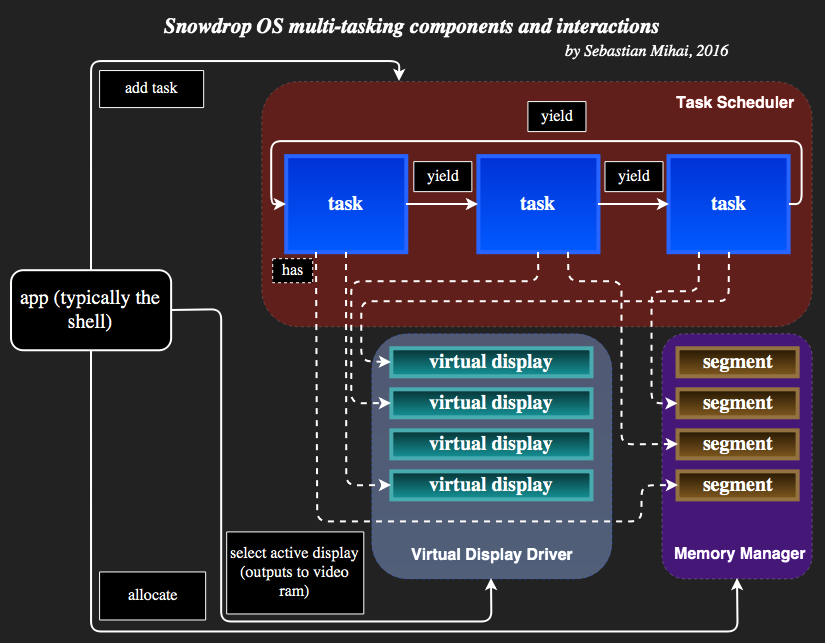 Snowdrop OS multi-tasking components and interactions
by Sebastian Mihai, 2016
add task
Task Scheduler
yield
yield
yield
task
task
task
has
app (typically the
shell)
virtual display
virtual display
virtual display
virtual display
segment
segment
segment
segment
select active display
(outputs to video
ram)
Virtual Display Driver
Memory Manager
allocate